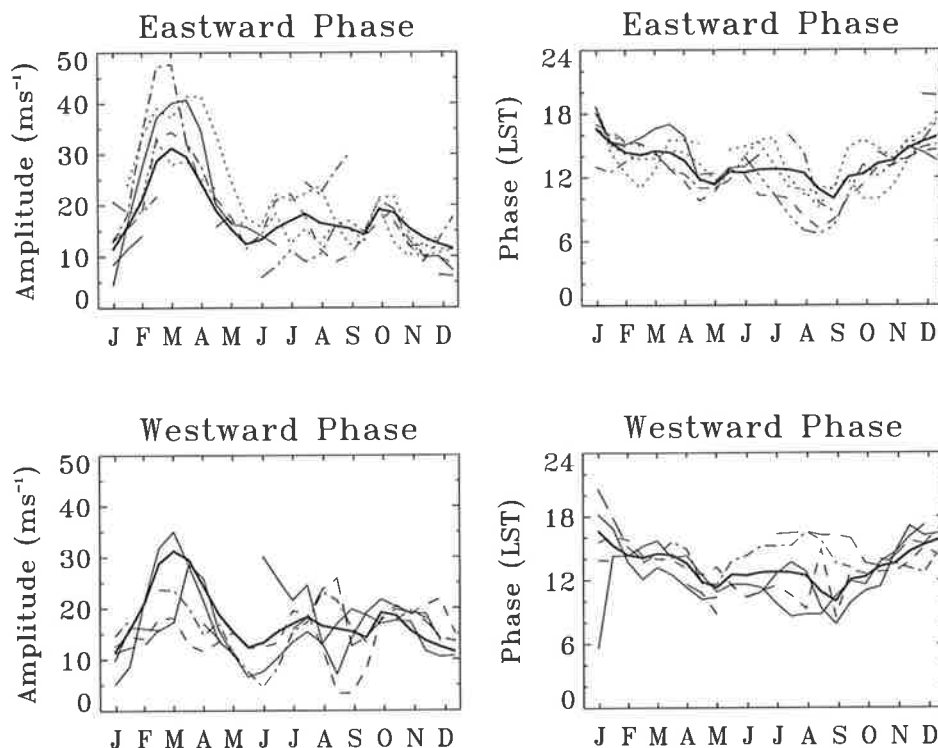 Eastward Phase
Amplitude (ms⁻¹)
50
40
30
20
10
0
J F M A M J J A S O N D
Eastward Phase
Phase (LST)
24
18
12
6
0
J F M A M J J A S O N D
Westward Phase
Amplitude (ms⁻¹)
50
40
30
20
10
0
J F M A M J J A S O N D
Westward Phase
Phase (LST)
24
18
12
6
0
J F M A M J J A S O N D